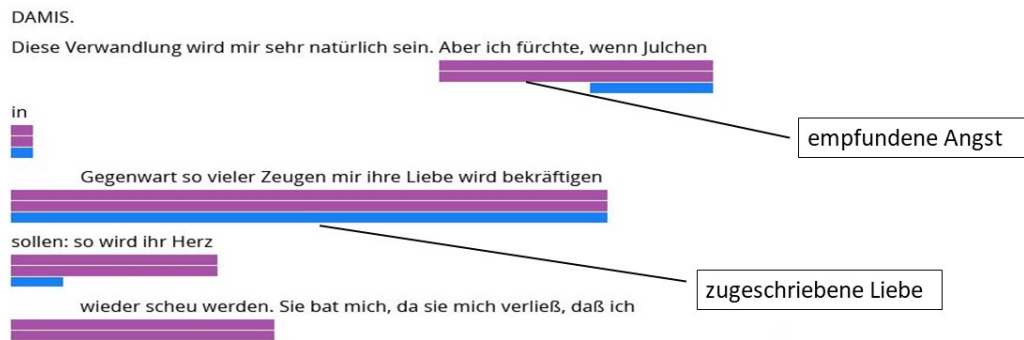 DAMIS.
Diese Verwandlung wird mir sehr natürlich sein. Aber ich fürchte, wenn Julchen
in
empfundene Angst
Gegenwart so vieler Zeugen mir ihre Liebe wird bekräftigen
sollen: so wird ihr Herz
zugeschriebene Liebe
wieder scheu werden. Sie bat mich, da sie mich verließ, daß ich